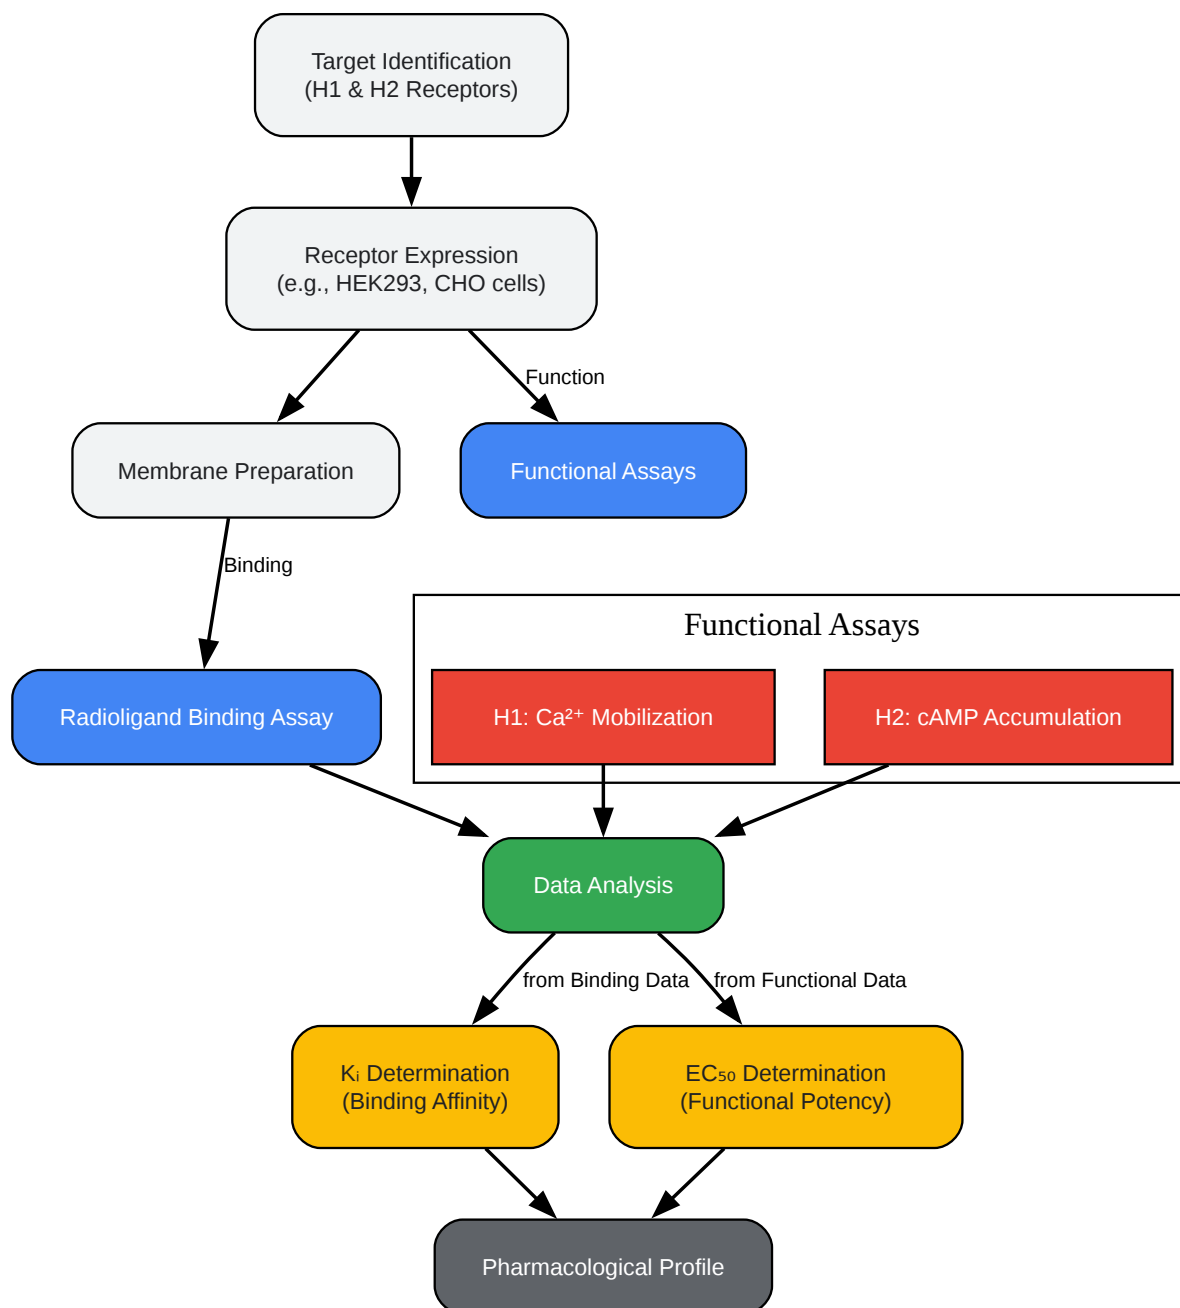 Target Identification
(H1 & H2 Receptors)
Receptor Expression
(e.g., HEK293, CHO cells)
Function
Membrane Preparation
Functional Assays
Binding
Functional Assays
Radioligand Binding Assay
H1: Ca²⁺ Mobilization
H2: cAMP Accumulation
Data Analysis
from Binding Data
from Functional Data
Kᵢ Determination
(Binding Affinity)
EC₅₀ Determination
(Functional Potency)
Pharmacological Profile